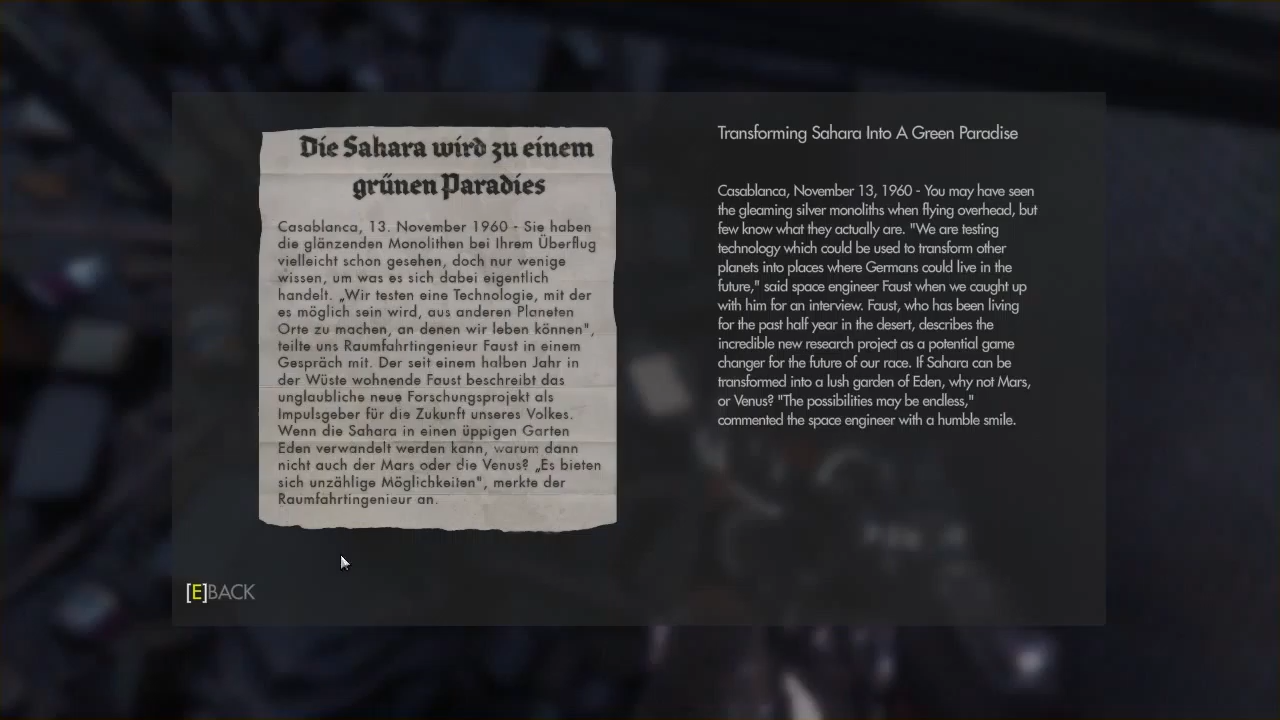 Die Sahara wird zu einem
grünen Paradies
Casablanca, 13. November 1960 - Sie haben
die glänzenden Monolithen bei Ihrem Überflug
vielleicht schon gesehen, doch nur wenige
wissen, um was es sich dabei eigentlich
handelt. „Wir testen eine Technologie, mit der
es möglich sein wird, aus anderen Planeten
Orte zu machen, an denen wir leben können",
teilte uns Raumfahrtingenieur Faust in einem
Gespräch mit. Der seit einem halben Jahr in
der Wüste wohnende Faust beschreibt das
unglaubliche neue Forschungsprojekt als
Impulsgeber für die Zukunft unseres Volkes.
Wenn die Sahara in einen üppigen Garten
Eden verwandelt werden kann, warum dann
nicht auch der Mars oder die Venus? „Es bieten
sich unzählige Möglichkeiten", merkte der
Raumfahrtingenieur an.
Transforming Sahara Into A Green Paradise
Casablanca, November 13, 1960 - You may have seen
the gleaming silver monoliths when flying overhead, but
few know what they actually are. "We are testing
technology which could be used to transform other
planets into places where Germans could live in the
future," said space engineer Faust when we caught up
with him for an interview. Faust, who has been living
for the past half year in the desert, describes the
incredible new research project as a potential game
changer for the future of our race. If Sahara can be
transformed into a lush garden of Eden, why not Mars,
or Venus? "The possibilities may be endless,"
commented the space engineer with a humble smile.
[E]BACK